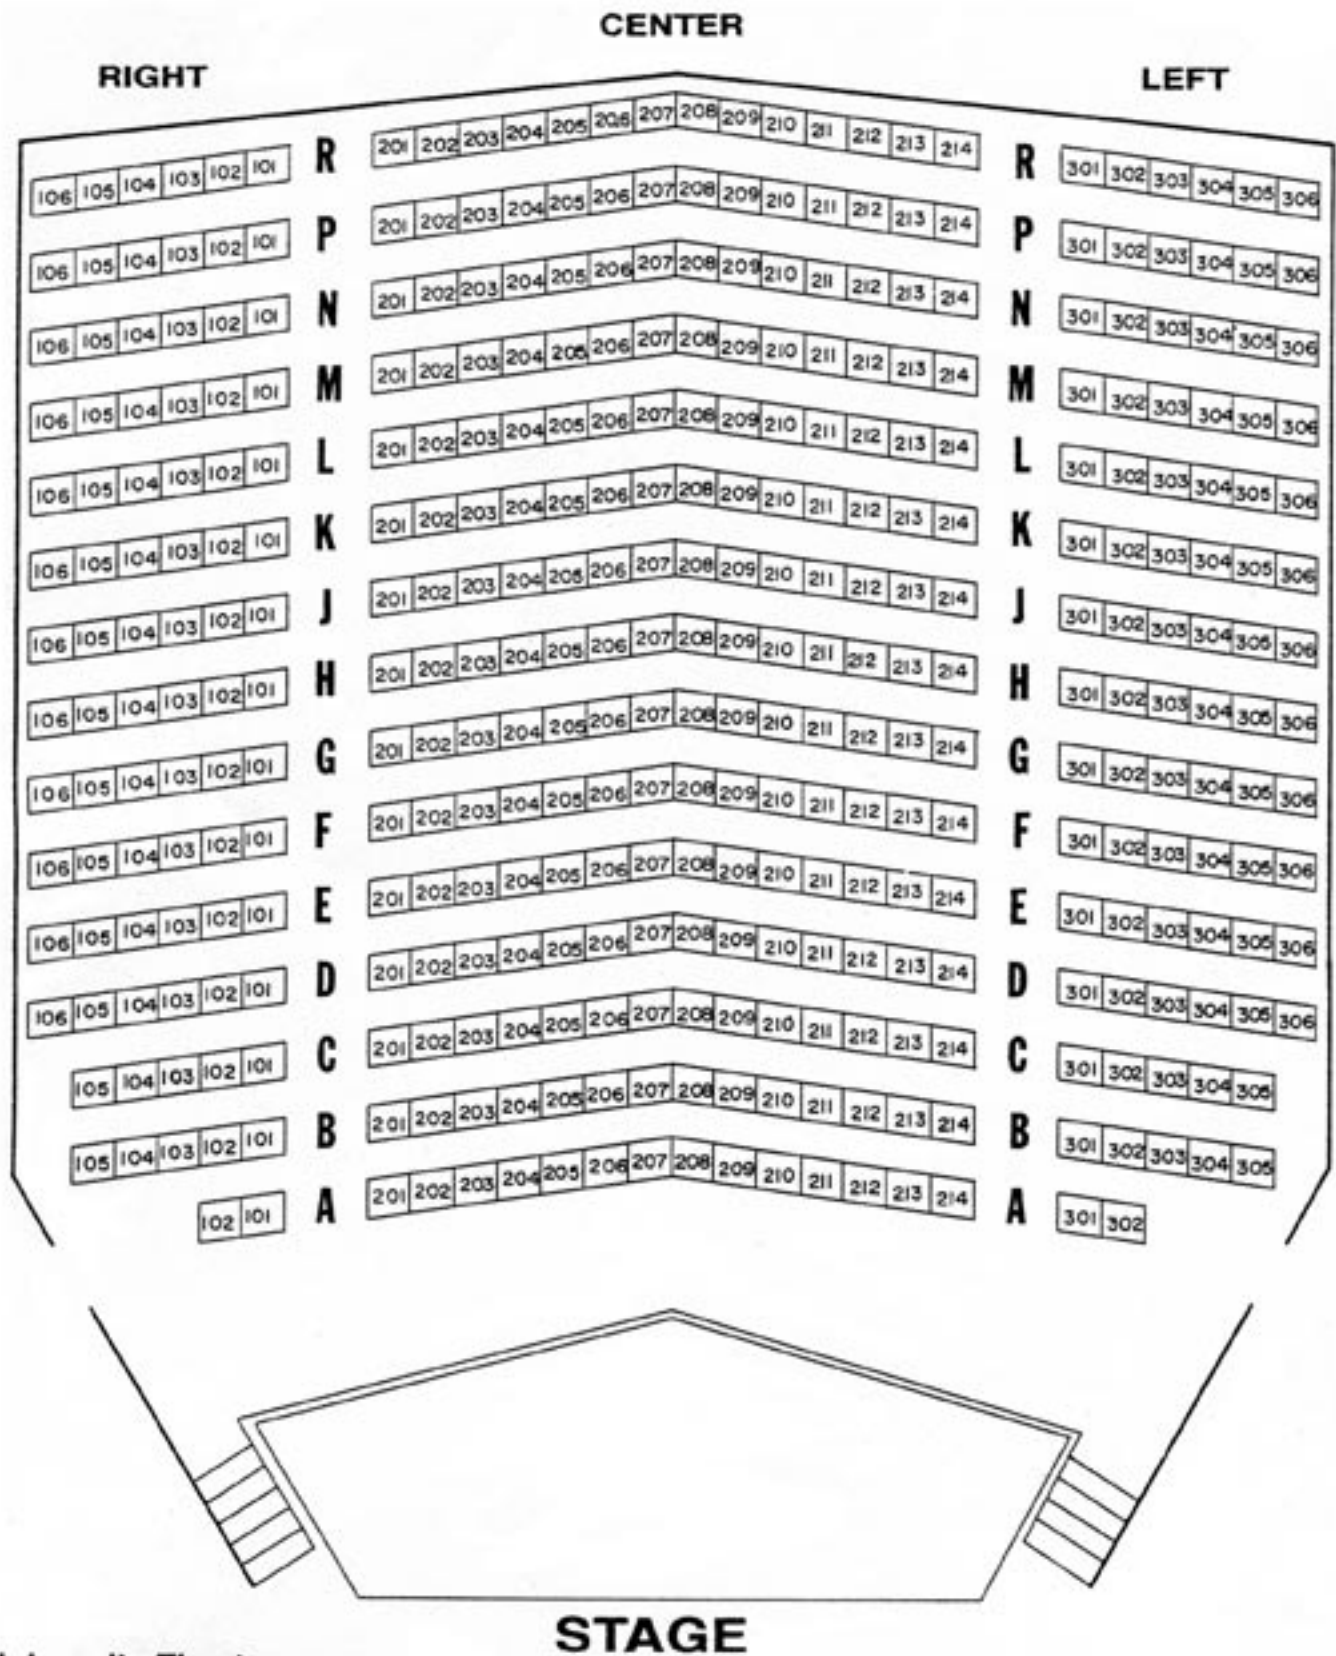 CENTER
RIGHT LEFT
106 105 104 103 102 101 R 201 202 203 204 205 206 207 208 209 210 211 212 213 214 R 301 302 303 304 305 306
106 105 104 103 102 101 P 201 202 203 204 205 206 207 208 209 210 211 212 213 214 P 301 302 303 304 305 306
106 105 104 103 102 101 N 201 202 203 204 205 206 207 208 209 210 211 212 213 214 N 301 302 303 304 305 306
106 105 104 103 102 101 M 201 202 203 204 205 206 207 208 209 210 211 212 213 214 M 301 302 303 304 305 306
106 105 104 103 102 101 L 201 202 203 204 205 206 207 208 209 210 211 212 213 214 L 301 302 303 304 305 306
106 105 104 103 102 101 K 201 202 203 204 205 206 207 208 209 210 211 212 213 214 K 301 302 303 304 305 306
106 105 104 103 102 101 J 201 202 203 204 205 206 207 208 209 210 211 212 213 214 J 301 302 303 304 305 306
106 105 104 103 102 101 H 201 202 203 204 205 206 207 208 209 210 211 212 213 214 H 301 302 303 304 305 306
106 105 104 103 102 101 G 201 202 203 204 205 206 207 208 209 210 211 212 213 214 G 301 302 303 304 305 306
106 105 104 103 102 101 F 201 202 203 204 205 206 207 208 209 210 211 212 213 214 F 301 302 303 304 305 306
106 105 104 103 102 101 E 201 202 203 204 205 206 207 208 209 210 211 212 213 214 E 301 302 303 304 305 306
106 105 104 103 102 101 D 201 202 203 204 205 206 207 208 209 210 211 212 213 214 D 301 302 303 304 305 306
105 104 103 102 101 C 201 202 203 204 205 206 207 208 209 210 211 212 213 214 C 301 302 303 304 305
105 104 103 102 101 B 201 202 203 204 205 206 207 208 209 210 211 212 213 214 B 301 302 303 304 305
102 101 A 201 202 203 204 205 206 207 208 209 210 211 212 213 214 A 301 302
STAGE